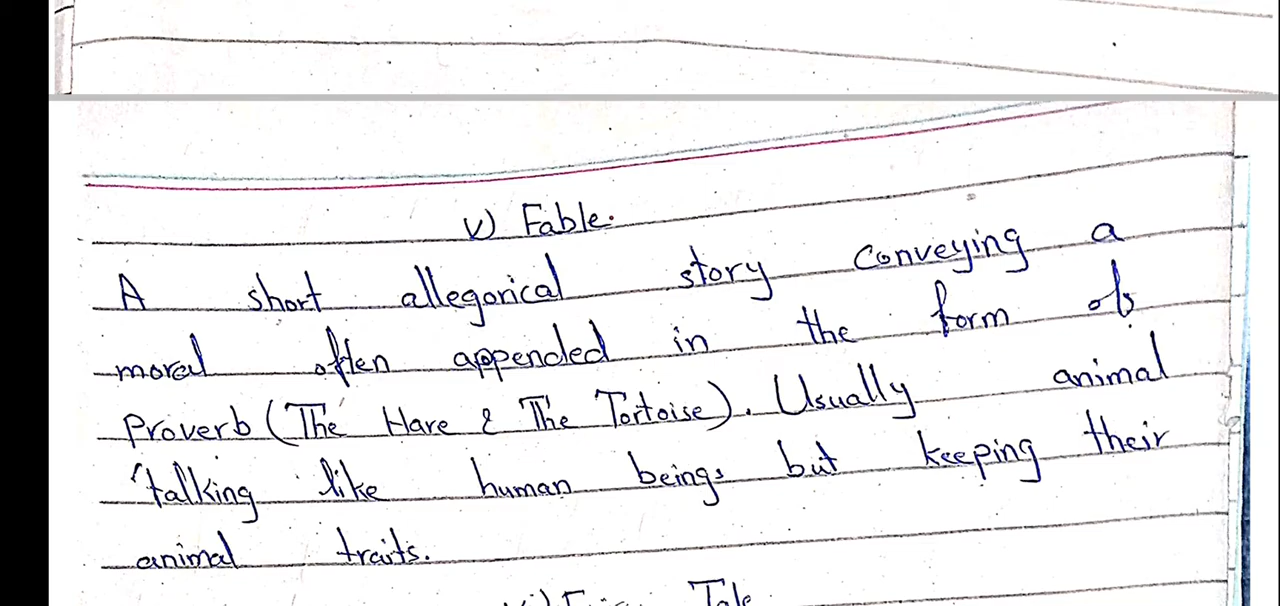 v) Fable.
A short allegorical story conveying a
moral often appended in the form of
Proverb (The Hare & The Tortoise). Usually animal
talking like human beings but keeping their
animal traits.
Tale